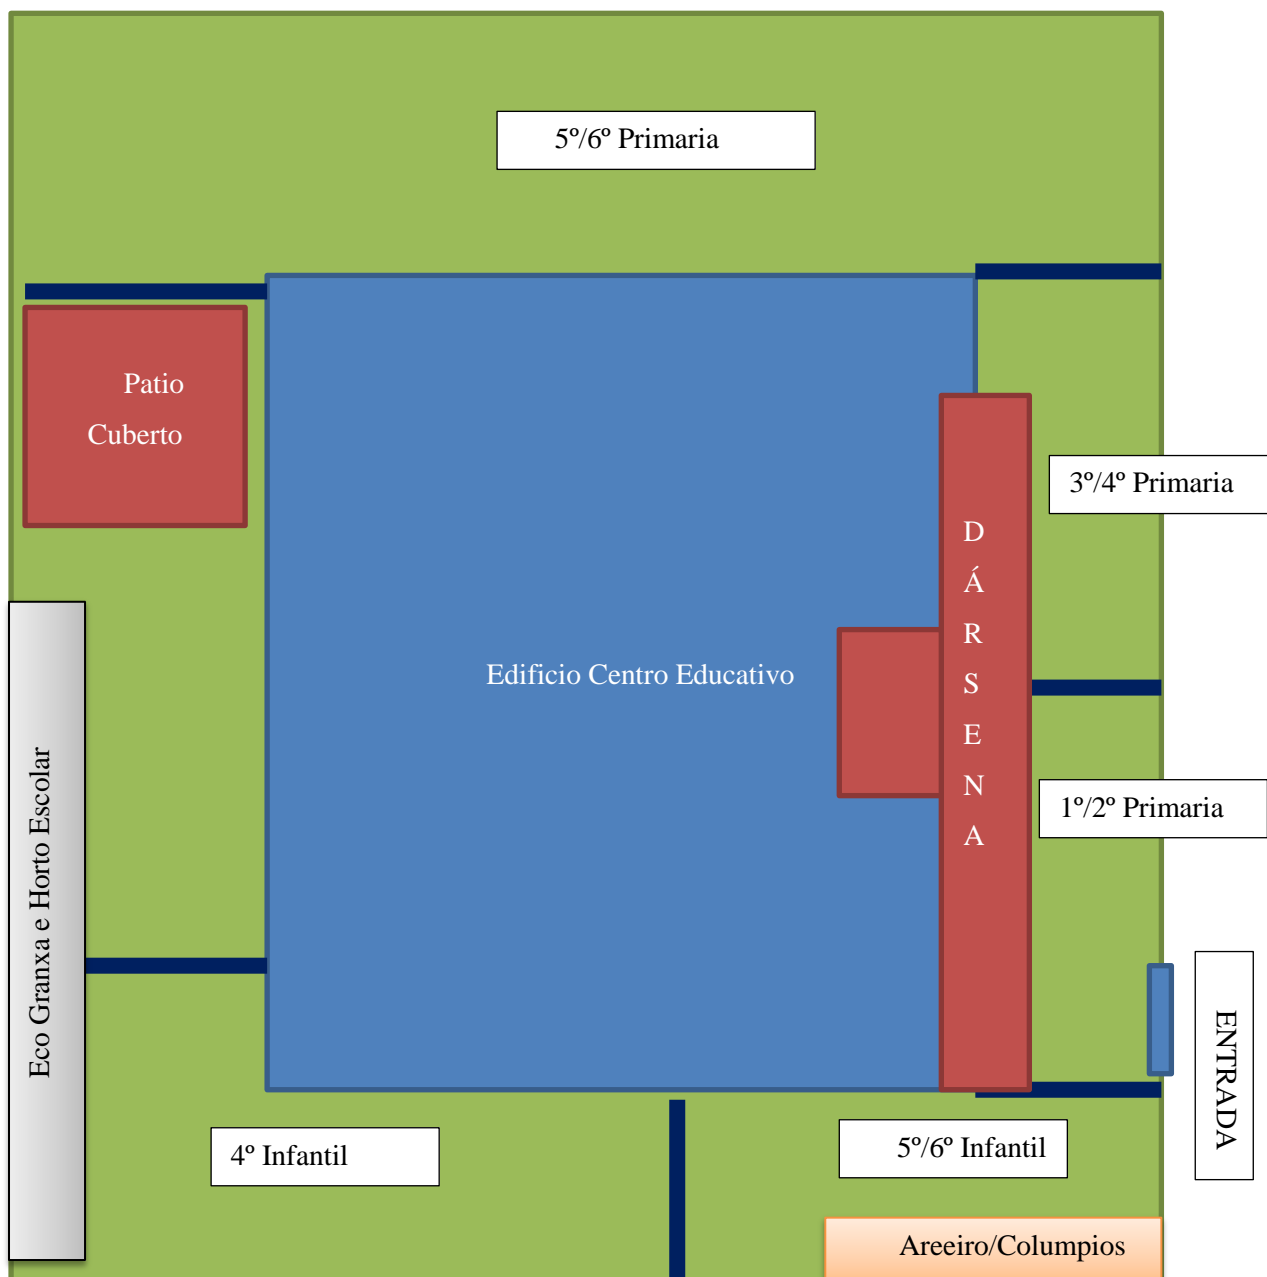 5º/6º Primaria
Patio
Cuberto
3º/4º Primaria
DÁRSENA
Edificio Centro Educativo
Eco Granxa e Horto Escolar
1º/2º Primaria
ENTRADA
4º Infantil
5º/6º Infantil
Areeiro/Columpios